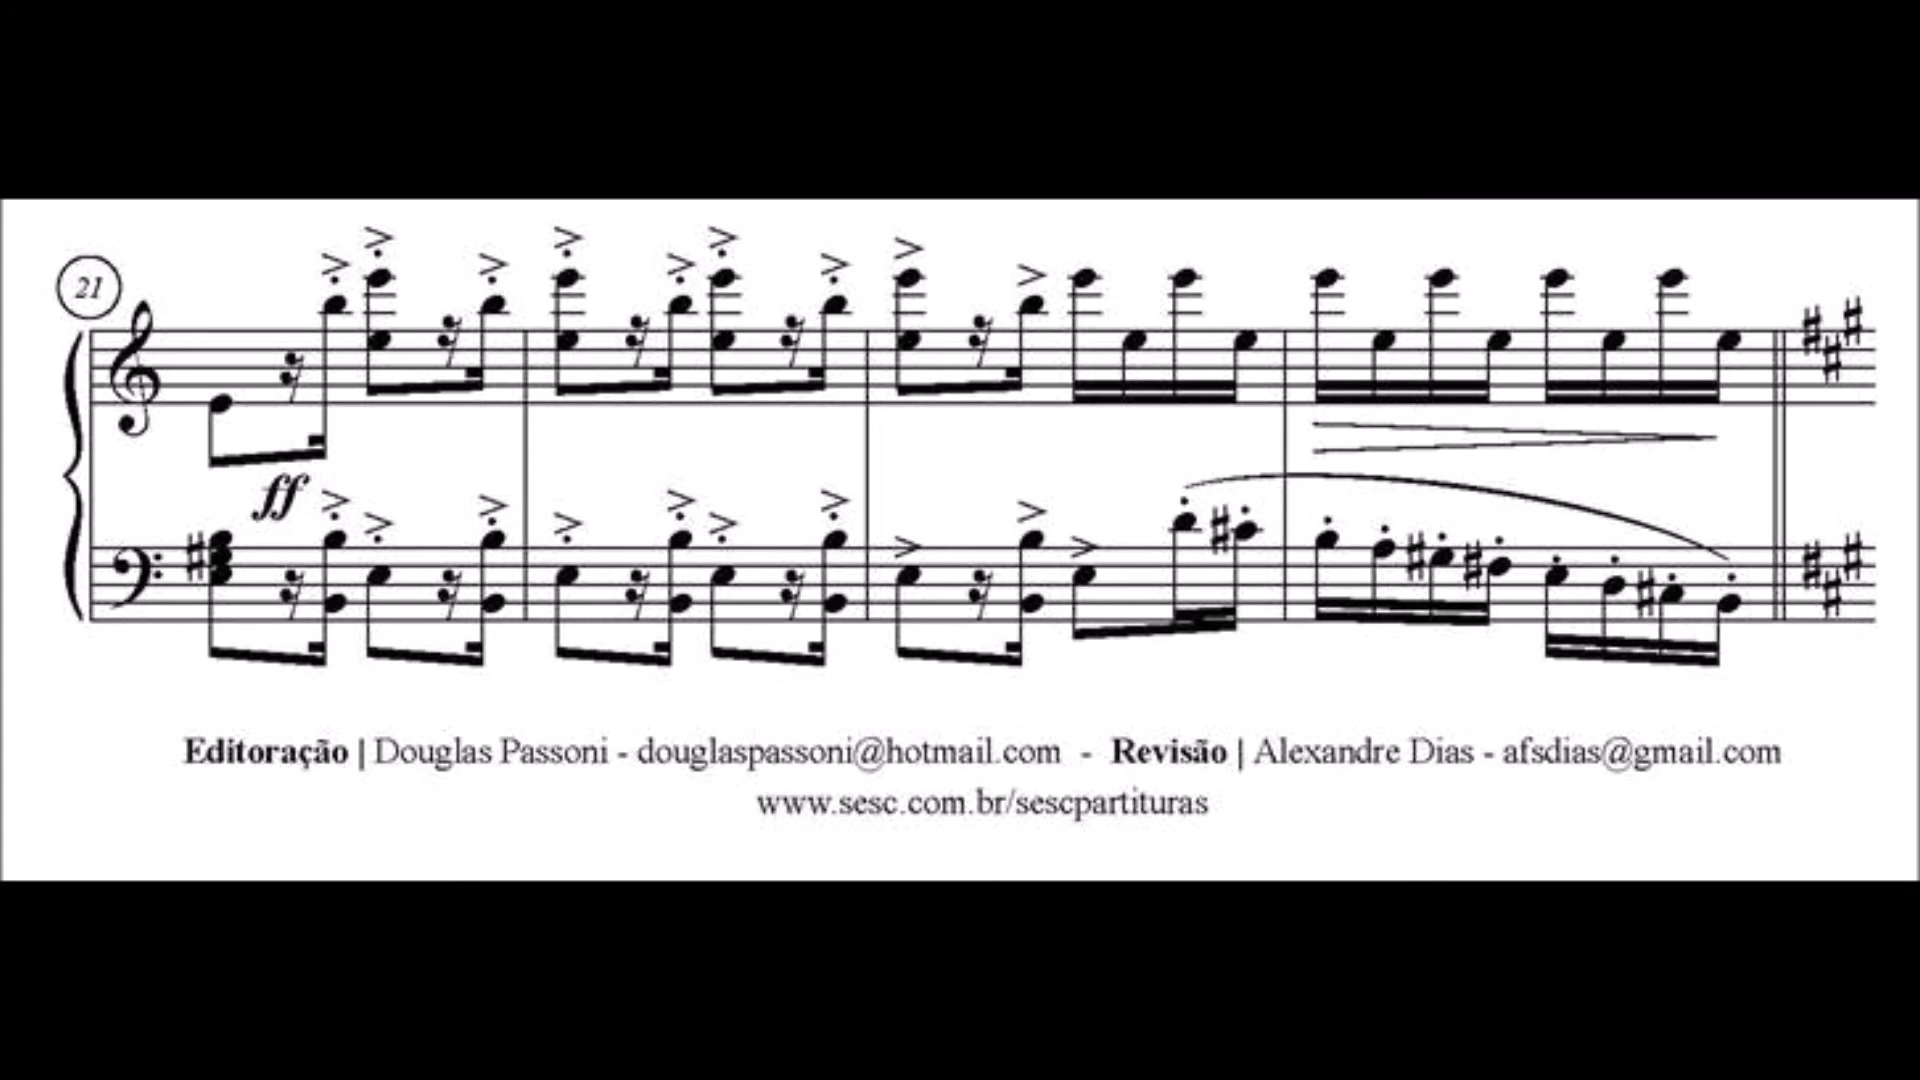 21
ff
Editoração | Douglas Passoni - douglaspassoni@hotmail.com - Revisão | Alexandre Dias - afsdias@gmail.com
www.sesc.com.br/sescpartituras